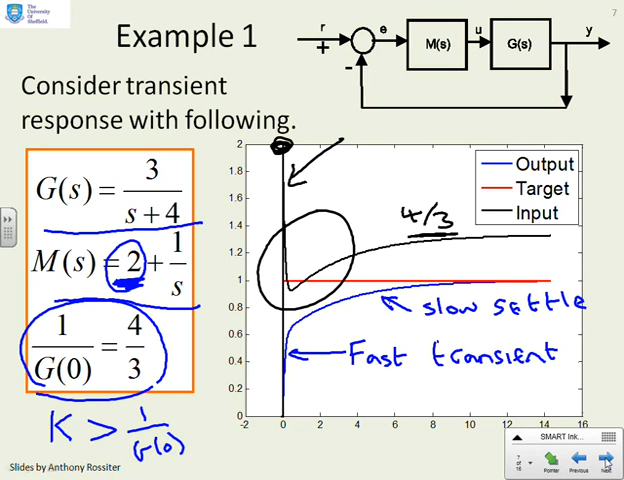 The
University
Of
Sheffield.
7
Example 1
r
+
-
e
M(s)
u
G(s)
y
Consider transient
response with following.
G(s) = 3 / (s + 4)
M(s) = 2 + 1/s
1/G(0) = 4/3
K > 1/G(0)
2
1.8
1.6
1.4
1.2
1
0.8
0.6
0.4
0.2
0
-2 0 2 4 6 8 10 12 14 16
Output
Target
Input
4/3
slow settle
Fast transient
SMART Ink...
7
of
16
Pointer
Previous
Next
Slides by Anthony Rossiter